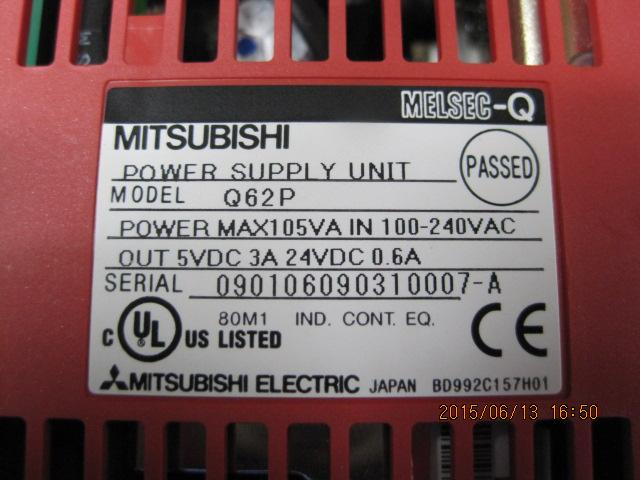 MELSEC-Q
MITSUBISHI
POWER SUPPLY UNIT
PASSED
MODEL Q62P
POWER MAX105VA IN 100-240VAC
OUT 5VDC 3A 24VDC 0.6A
SERIAL 090106090310007-A
C UL US LISTED 80M1 IND. CONT. EQ. CE
MITSUBISHI ELECTRIC JAPAN BD992C157H01
2015/06/13 16:50